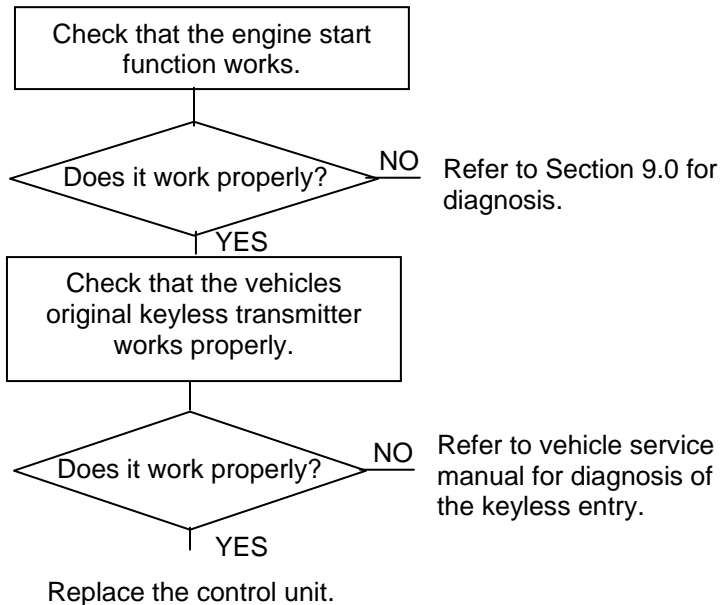 Check that the engine start
function works.
Does it work properly?
NO
Refer to Section 9.0 for
diagnosis.
YES
Check that the vehicles
original keyless transmitter
works properly.
Does it work properly?
NO
Refer to vehicle service
manual for diagnosis of
the keyless entry.
YES
Replace the control unit.